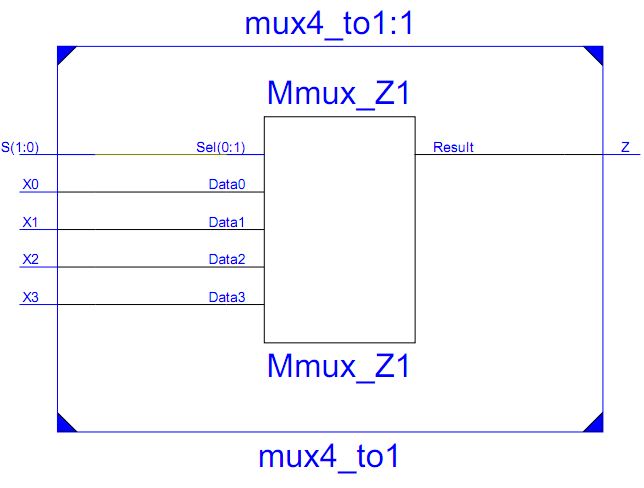 mux4_to1:1
Mmux_Z1
S(1:0) Sel(0:1) Result Z
X0 Data0
X1 Data1
X2 Data2
X3 Data3
Mmux_Z1
mux4_to1